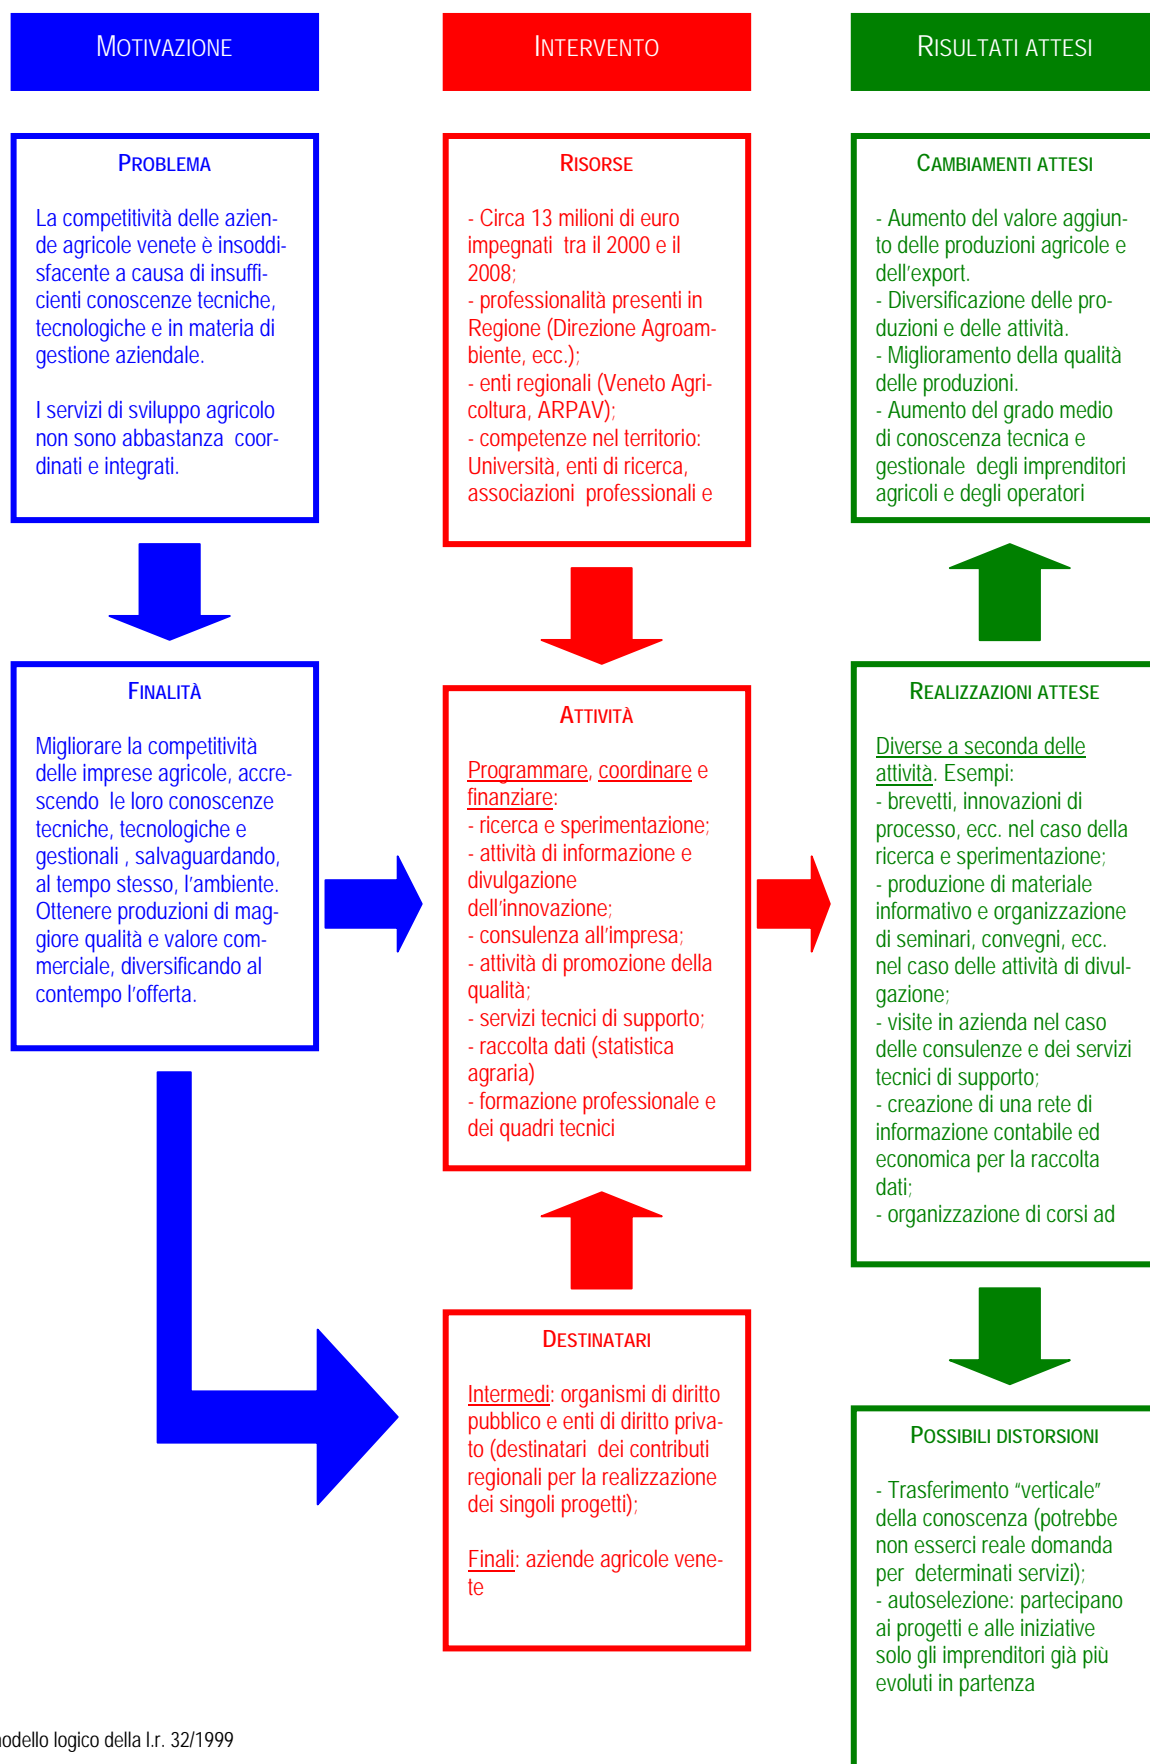 MOTIVAZIONE
PROBLEMA
La competitività delle azien-
de agricole venete è insoddi-
sfacente a causa di insuffi-
cienti conoscenze tecniche,
tecnologiche e in materia di
gestione aziendale.
I servizi di sviluppo agricolo
non sono abbastanza coor-
dinati e integrati.
FINALITÀ
Migliorare la competitività
delle imprese agricole, accre-
scendo le loro conoscenze
tecniche, tecnologiche e
gestionali , salvaguardando,
al tempo stesso, l'ambiente.
Ottenere produzioni di mag-
giore qualità e valore com-
merciale, diversificando al
contempo l'offerta.
INTERVENTO
RISORSE
- Circa 13 milioni di euro
impegnati tra il 2000 e il
2008;
- professionalità presenti in
Regione (Direzione Agroam-
biente, ecc.);
- enti regionali (Veneto Agri-
coltura, ARPAV);
- competenze nel territorio:
Università, enti di ricerca,
associazioni professionali e
ATTIVITÀ
Programmare, coordinare e
finanziare:
- ricerca e sperimentazione;
- attività di informazione e
divulgazione
dell'innovazione;
- consulenza all'impresa;
- attività di promozione della
qualità;
- servizi tecnici di supporto;
- raccolta dati (statistica
agraria)
- formazione professionale e
dei quadri tecnici
DESTINATARI
Intermedi: organismi di diritto
pubblico e enti di diritto priva-
to (destinatari dei contributi
regionali per la realizzazione
dei singoli progetti);
Finali: aziende agricole vene-
te
RISULTATI ATTESI
CAMBIAMENTI ATTESI
- Aumento del valore aggiun-
to delle produzioni agricole e
dell'export.
- Diversificazione delle pro-
duzioni e delle attività.
- Miglioramento della qualità
delle produzioni.
- Aumento del grado medio
di conoscenza tecnica e
gestionale degli imprenditori
agricoli e degli operatori
REALIZZAZIONI ATTESE
Diverse a seconda delle
attività. Esempi:
- brevetti, innovazioni di
processo, ecc. nel caso della
ricerca e sperimentazione;
- produzione di materiale
informativo e organizzazione
di seminari, convegni, ecc.
nel caso delle attività di divul-
gazione;
- visite in azienda nel caso
delle consulenze e dei servizi
tecnici di supporto;
- creazione di una rete di
informazione contabile ed
economica per la raccolta
dati;
- organizzazione di corsi ad
POSSIBILI DISTORSIONI
- Trasferimento "verticale"
della conoscenza (potrebbe
non esserci reale domanda
per determinati servizi);
- autoselezione: partecipano
ai progetti e alle iniziative
solo gli imprenditori già più
evoluti in partenza
odello logico della l.r. 32/1999